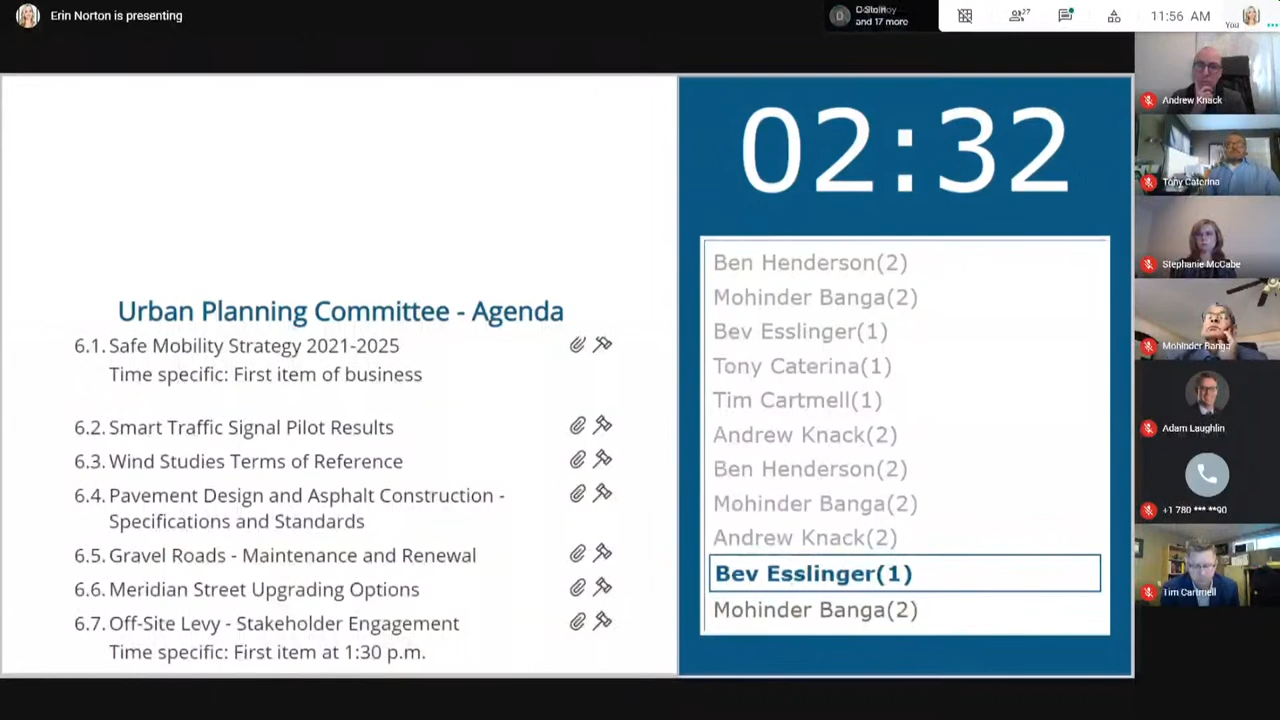 Erin Norton is presenting
and 17 more
27
11:56 AM
You
Urban Planning Committee - Agenda
6.1. Safe Mobility Strategy 2021-2025
Time specific: First item of business
6.2. Smart Traffic Signal Pilot Results
6.3. Wind Studies Terms of Reference
6.4. Pavement Design and Asphalt Construction -
Specifications and Standards
6.5. Gravel Roads - Maintenance and Renewal
6.6. Meridian Street Upgrading Options
6.7. Off-Site Levy - Stakeholder Engagement
Time specific: First item at 1:30 p.m.
02:32
Ben Henderson(2)
Mohinder Banga(2)
Bev Esslinger(1)
Tony Caterina(1)
Tim Cartmell(1)
Andrew Knack(2)
Ben Henderson(2)
Mohinder Banga(2)
Andrew Knack(2)
Bev Esslinger(1)
Mohinder Banga(2)
Andrew Knack
Tony Caterina
Stephanie McCabe
Mohinder Banga
Adam Laughlin
+1 780 *** **90
Tim Cartmell